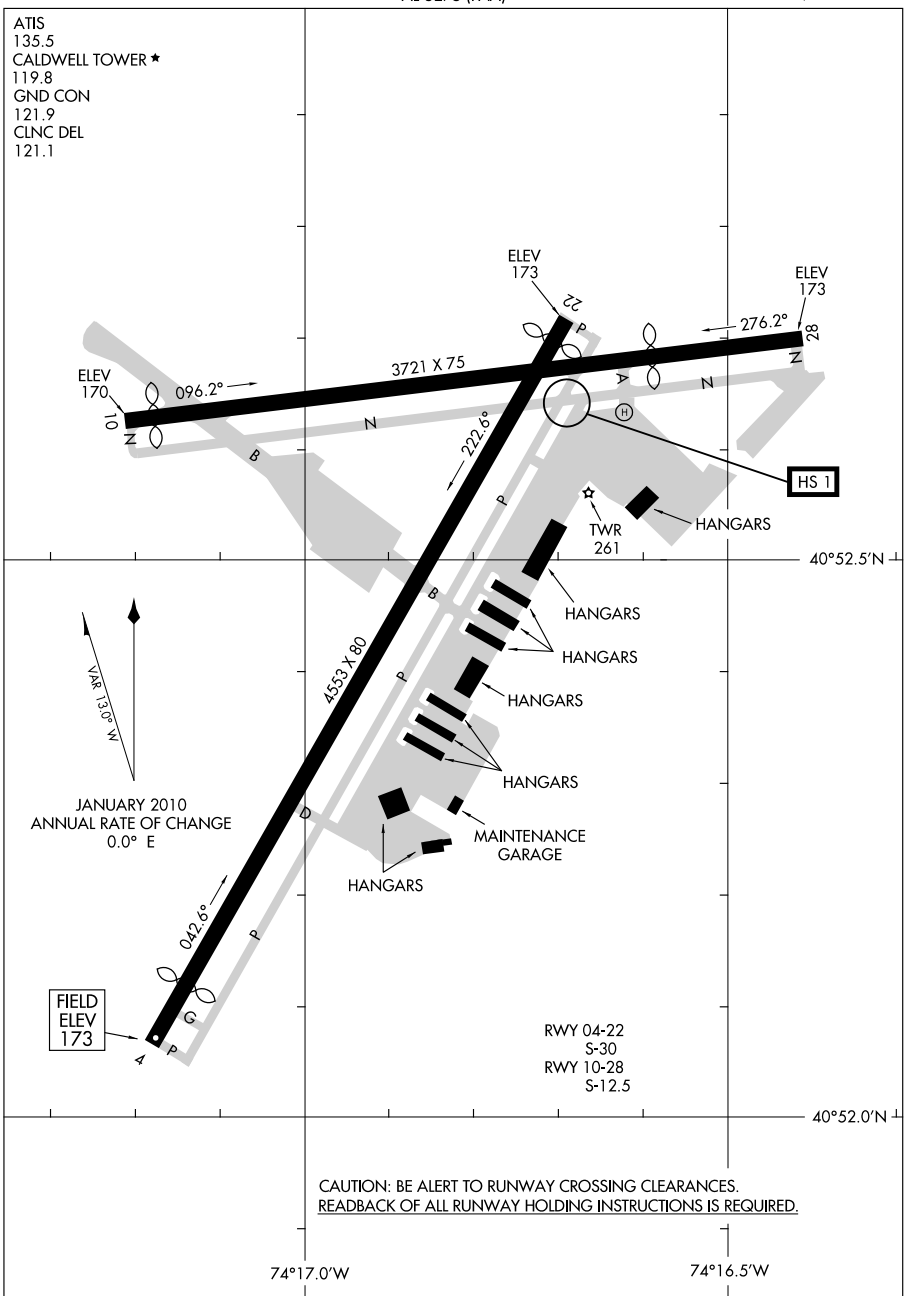 ATIS
135.5
CALDWELL TOWER ★
119.8
GND CON
121.9
CLNC DEL
121.1
ELEV
173
22
P
ELEV
173
276.2°
28
N
3721 X 75
ELEV
170
096.2°
10
N
A
N
H
N
B
222.6°
HS 1
P
HANGARS
TWR
261
40°52.5'N
B
HANGARS
HANGARS
4553 X 80
P
HANGARS
VAR 13.0° W
HANGARS
JANUARY 2010
ANNUAL RATE OF CHANGE
0.0° E
D
MAINTENANCE
GARAGE
HANGARS
042.6°
P
FIELD
ELEV
173
G
4
P
RWY 04-22
S-30
RWY 10-28
S-12.5
40°52.0'N
CAUTION: BE ALERT TO RUNWAY CROSSING CLEARANCES.
READBACK OF ALL RUNWAY HOLDING INSTRUCTIONS IS REQUIRED.
74°17.0'W
74°16.5'W